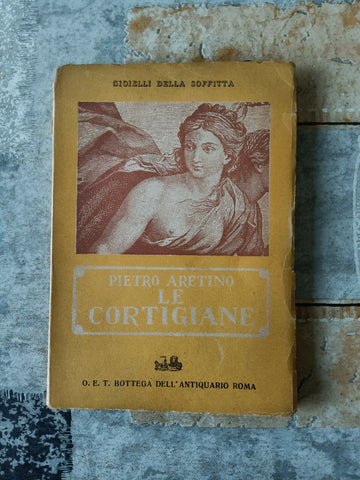 GIOIELLI DELLA SOFFITTA
PIETRO ARETINO
LE
CORTIGIANE
O. E. T. BOTTEGA DELL'ANTIQUARIO ROMA